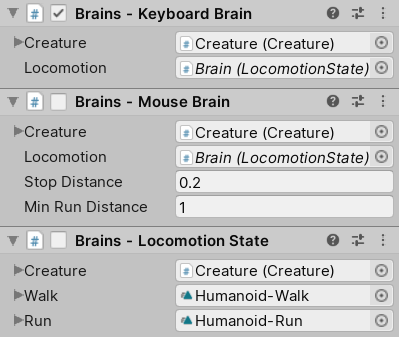 Brains - Keyboard Brain
Creature Creature (Creature)
Locomotion Brain (LocomotionState)
Brains - Mouse Brain
Creature Creature (Creature)
Locomotion Brain (LocomotionState)
Stop Distance 0.2
Min Run Distance 1
Brains - Locomotion State
Creature Creature (Creature)
Walk Humanoid-Walk
Run Humanoid-Run